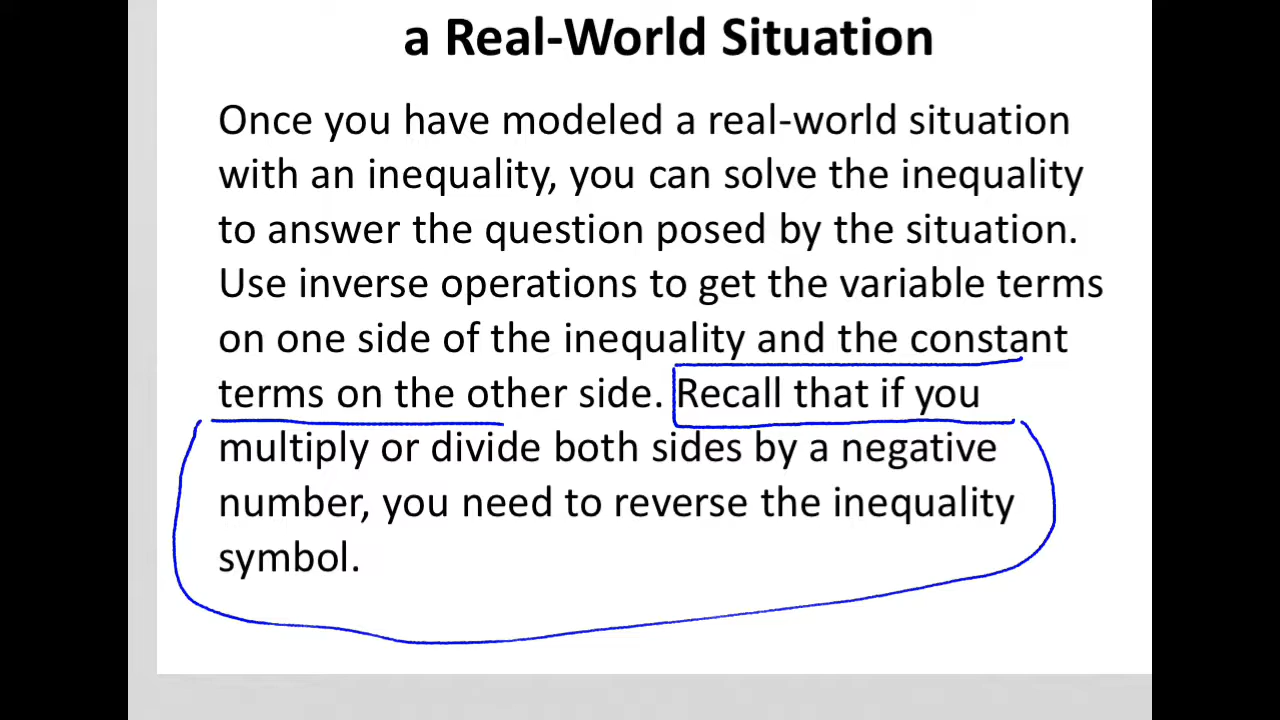 a Real-World Situation
Once you have modeled a real-world situation
with an inequality, you can solve the inequality
to answer the question posed by the situation.
Use inverse operations to get the variable terms
on one side of the inequality and the constant
terms on the other side. Recall that if you
multiply or divide both sides by a negative
number, you need to reverse the inequality
symbol.